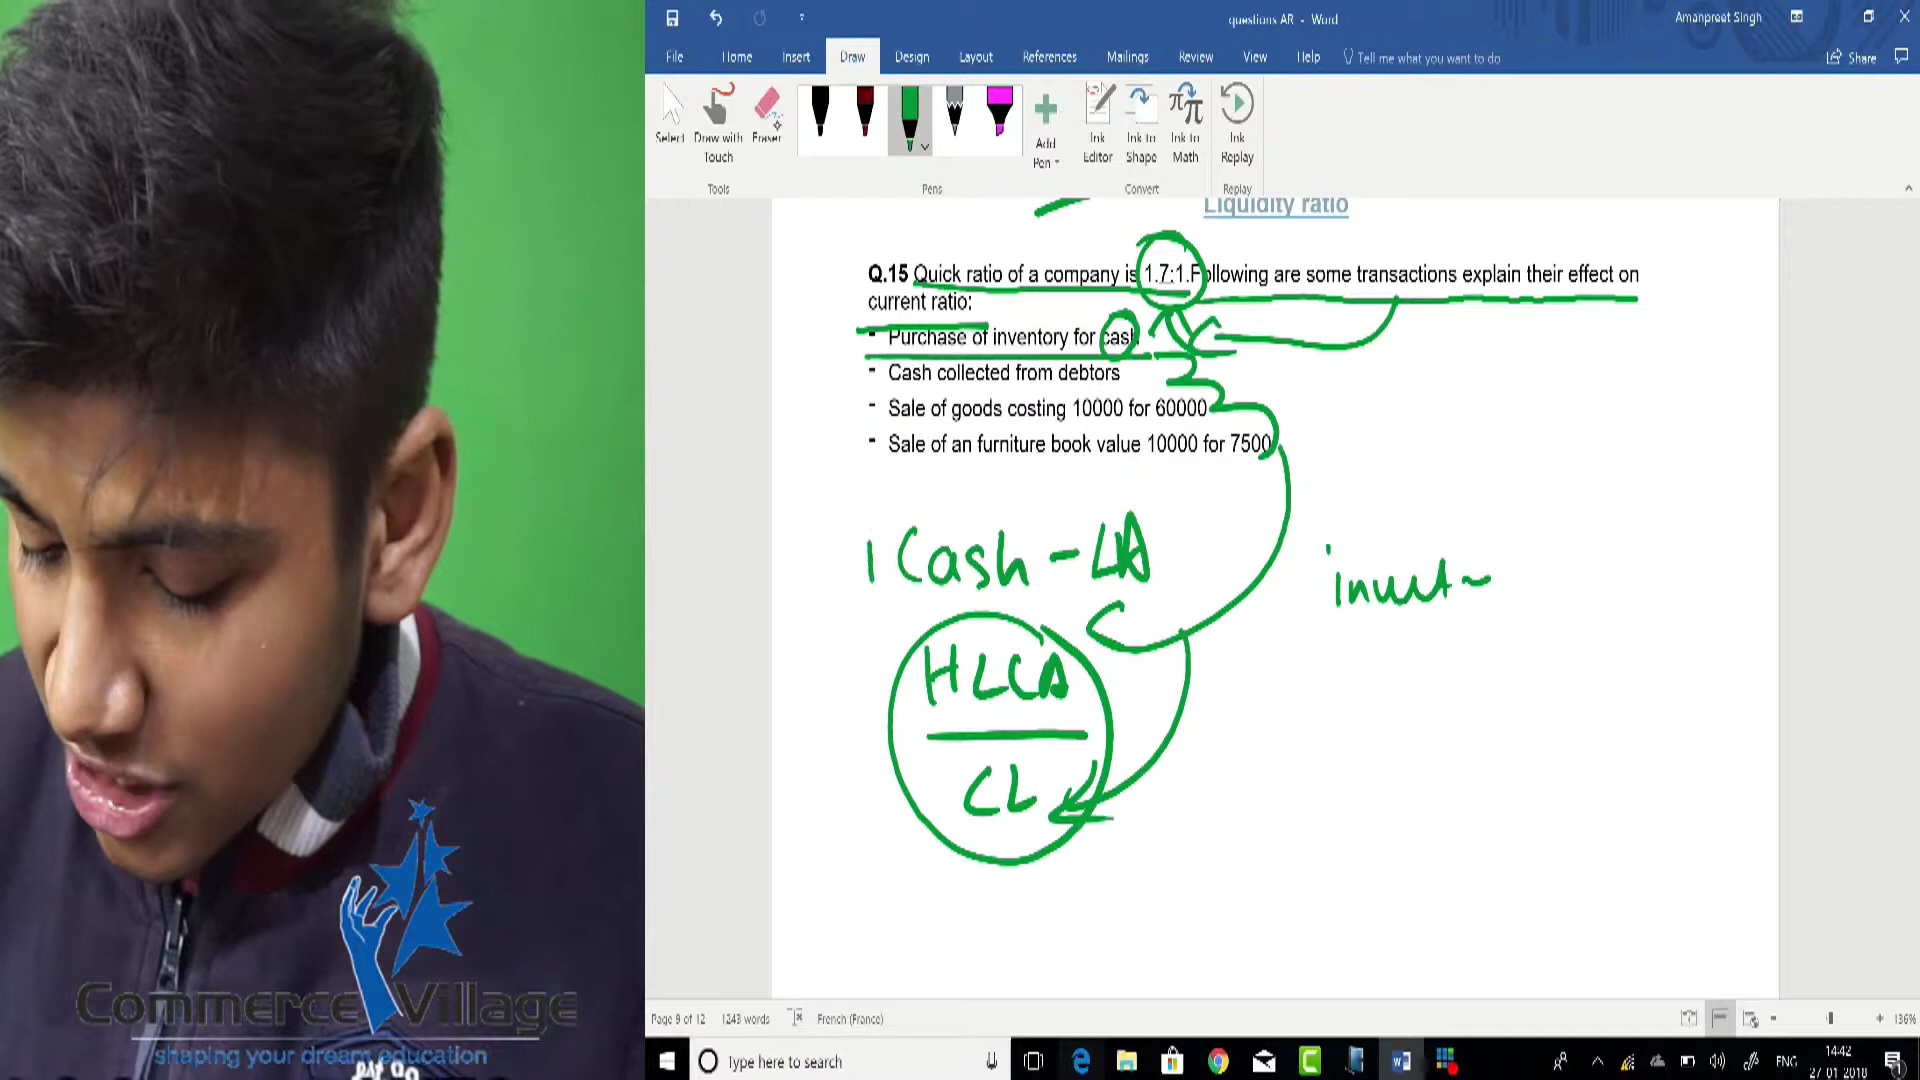 questions AR - Word
Amanpreet Singh
File Home Insert Draw Design Layout References Mailings Review View Help Tell me what you want to do Share
Select
Draw with Touch
Eraser
Add Pen
Ink Editor
Ink to Shape
Ink to Math
Ink Replay
Tools Pens Convert Replay
Liquidity ratio
Q.15 Quick ratio of a company is 1.7:1.Following are some transactions explain their effect on
current ratio:
- Purchase of inventory for cash
- Cash collected from debtors
- Sale of goods costing 10000 for 60000
- Sale of an furniture book value 10000 for 7500
1 Cash - LA
HLCA
CL
Commerce Village
shaping your dream education
Page 9 of 12 1243 words French (France) 136%
Type here to search
ENG
14:42
27-01-2018